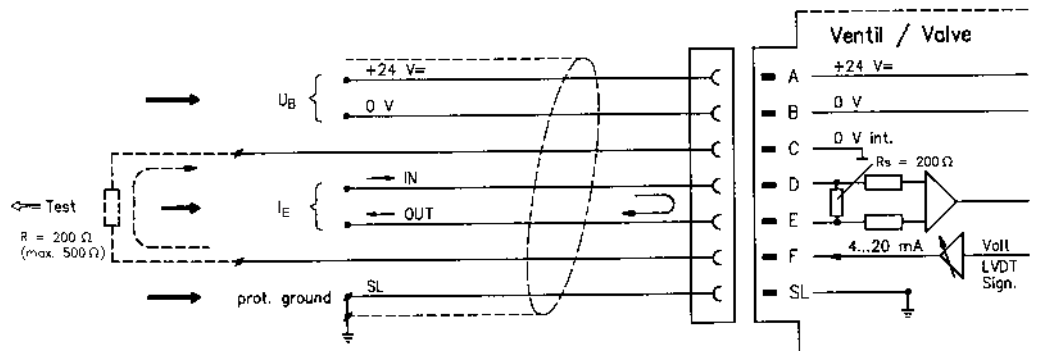 Ventil / Valve
+24 V=
A
+24 V=
U_B
0 V
B
0 V
C
0 V int.
Rs = 200 Ω
IN
D
⇐ Test
I_E
OUT
E
R = 200 Ω
(max. 500 Ω)
F
4...20 mA
Volt
LVDT
Sign.
prot. ground
SL
SL